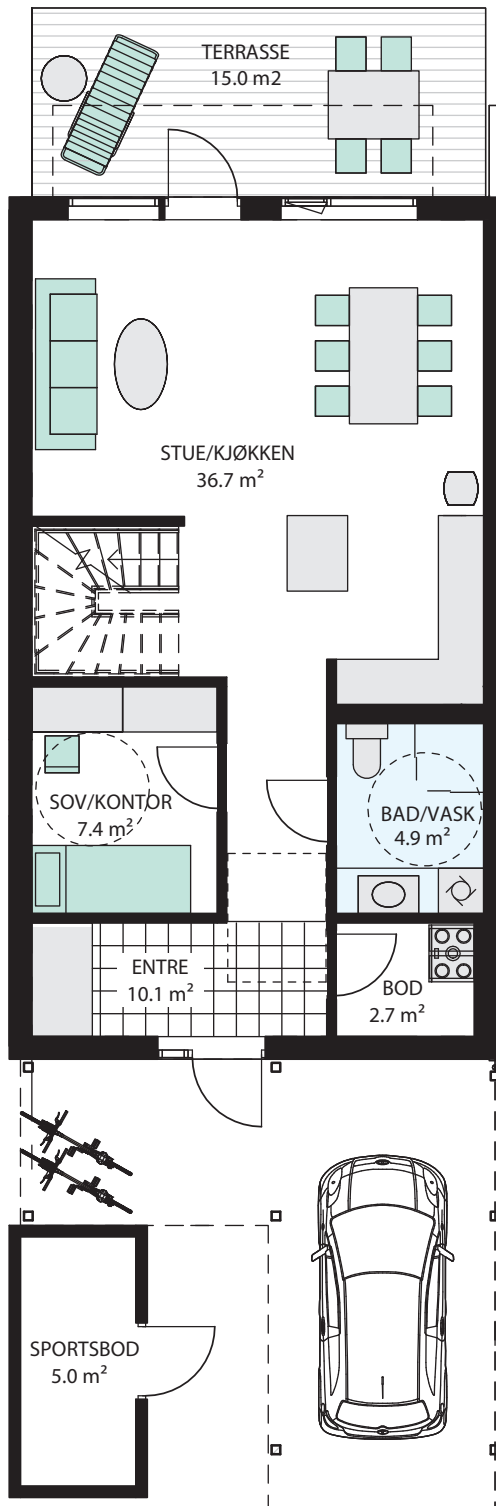 TERRASSE
15.0 m2
STUE/KJØKKEN
36.7 m²
SOV/KONTOR
7.4 m²
BAD/VASK
4.9 m²
ENTRE
10.1 m²
BOD
2.7 m²
SPORTSBOD
5.0 m²